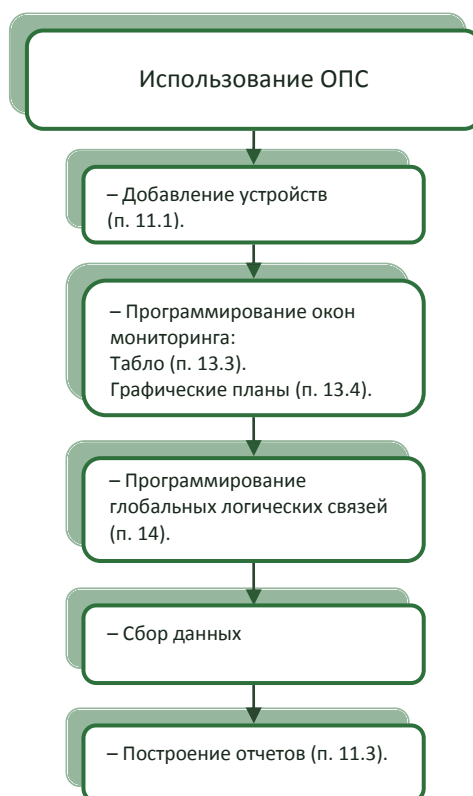 Использование ОПС
– Добавление устройств
(п. 11.1).
– Программирование окон
мониторинга:
Табло (п. 13.3).
Графические планы (п. 13.4).
– Программирование
глобальных логических связей
(п. 14).
– Сбор данных
– Построение отчетов (п. 11.3).